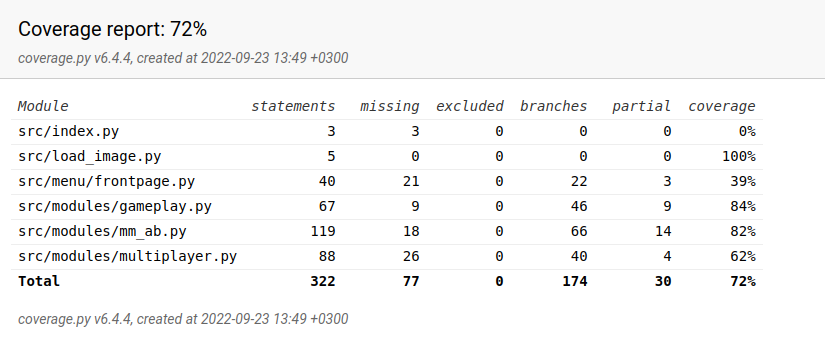 Coverage report: 72%
coverage.py v6.4.4, created at 2022-09-23 13:49 +0300
Module statements missing excluded branches partial coverage
src/index.py 3 3 0 0 0 0%
src/load_image.py 5 0 0 0 0 100%
src/menu/frontpage.py 40 21 0 22 3 39%
src/modules/gameplay.py 67 9 0 46 9 84%
src/modules/mm_ab.py 119 18 0 66 14 82%
src/modules/multiplayer.py 88 26 0 40 4 62%
Total 322 77 0 174 30 72%
coverage.py v6.4.4, created at 2022-09-23 13:49 +0300